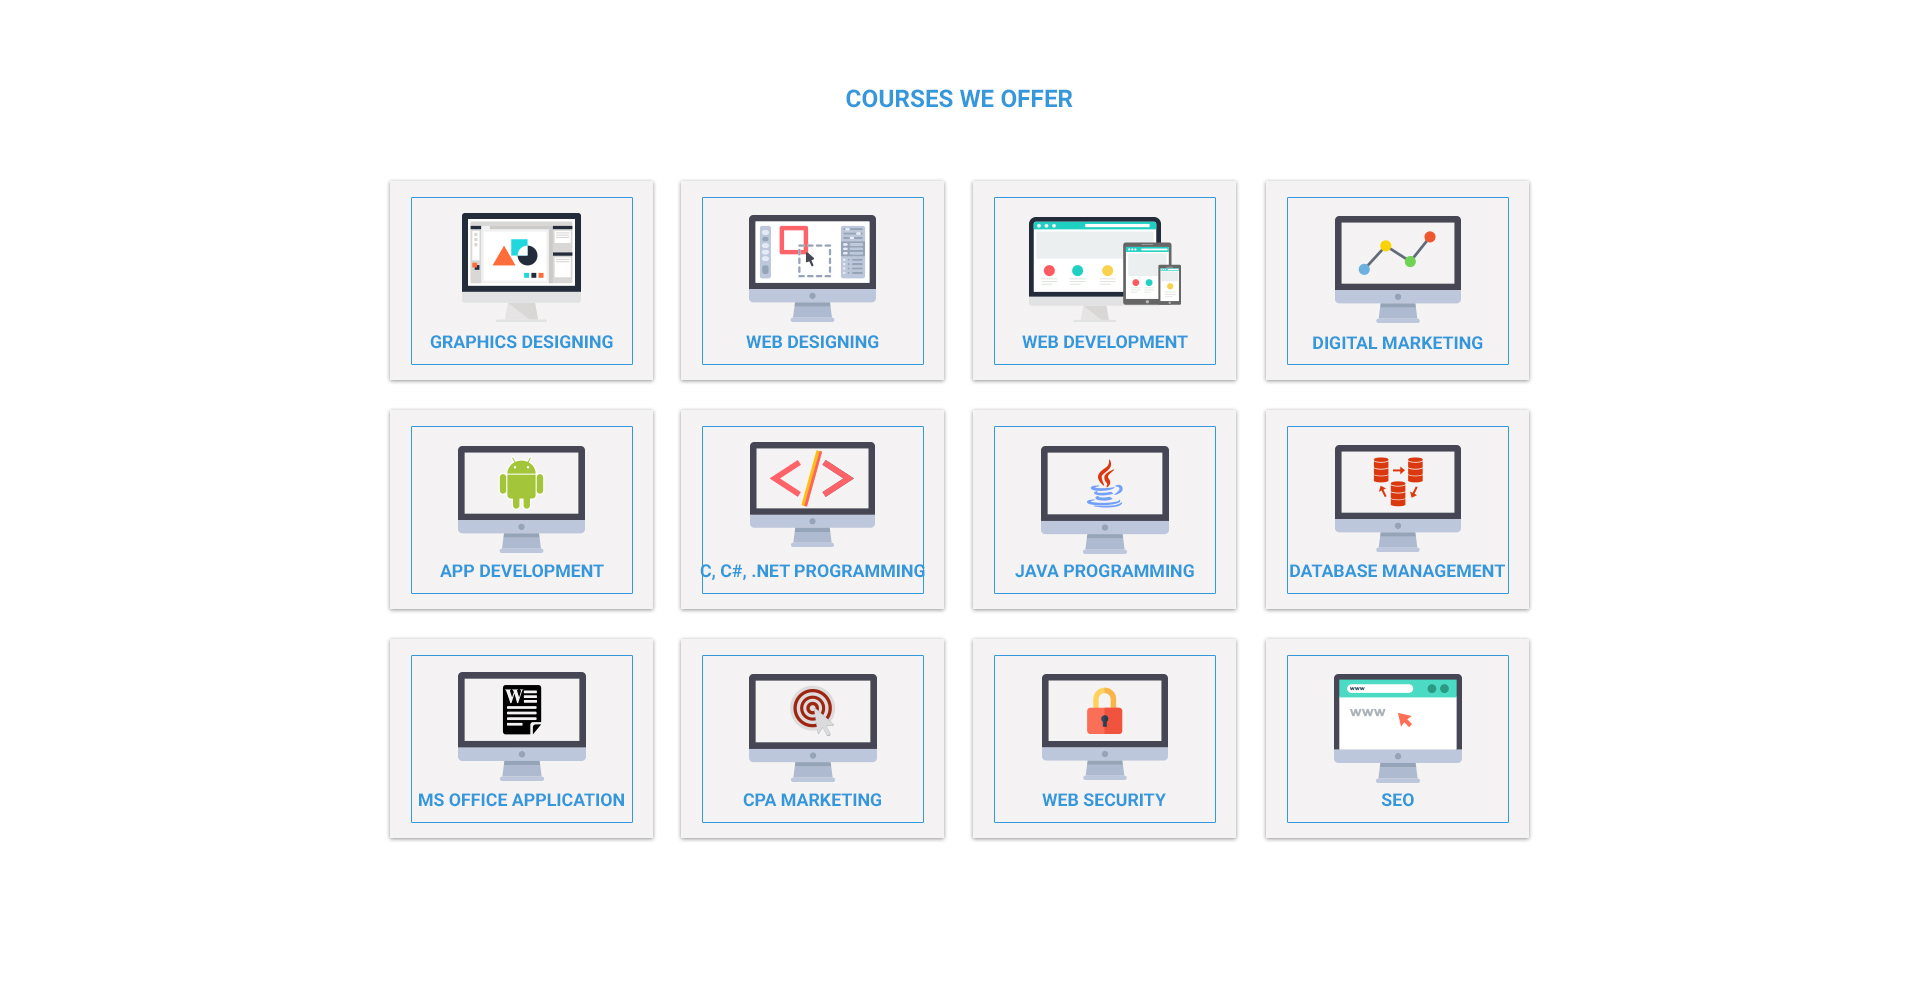 COURSES WE OFFER
GRAPHICS DESIGNING
WEB DESIGNING
WEB DEVELOPMENT
DIGITAL MARKETING
APP DEVELOPMENT
C, C#, .NET PROGRAMMING
JAVA PROGRAMMING
DATABASE MANAGEMENT
W
MS OFFICE APPLICATION
CPA MARKETING
WEB SECURITY
www
www
SEO